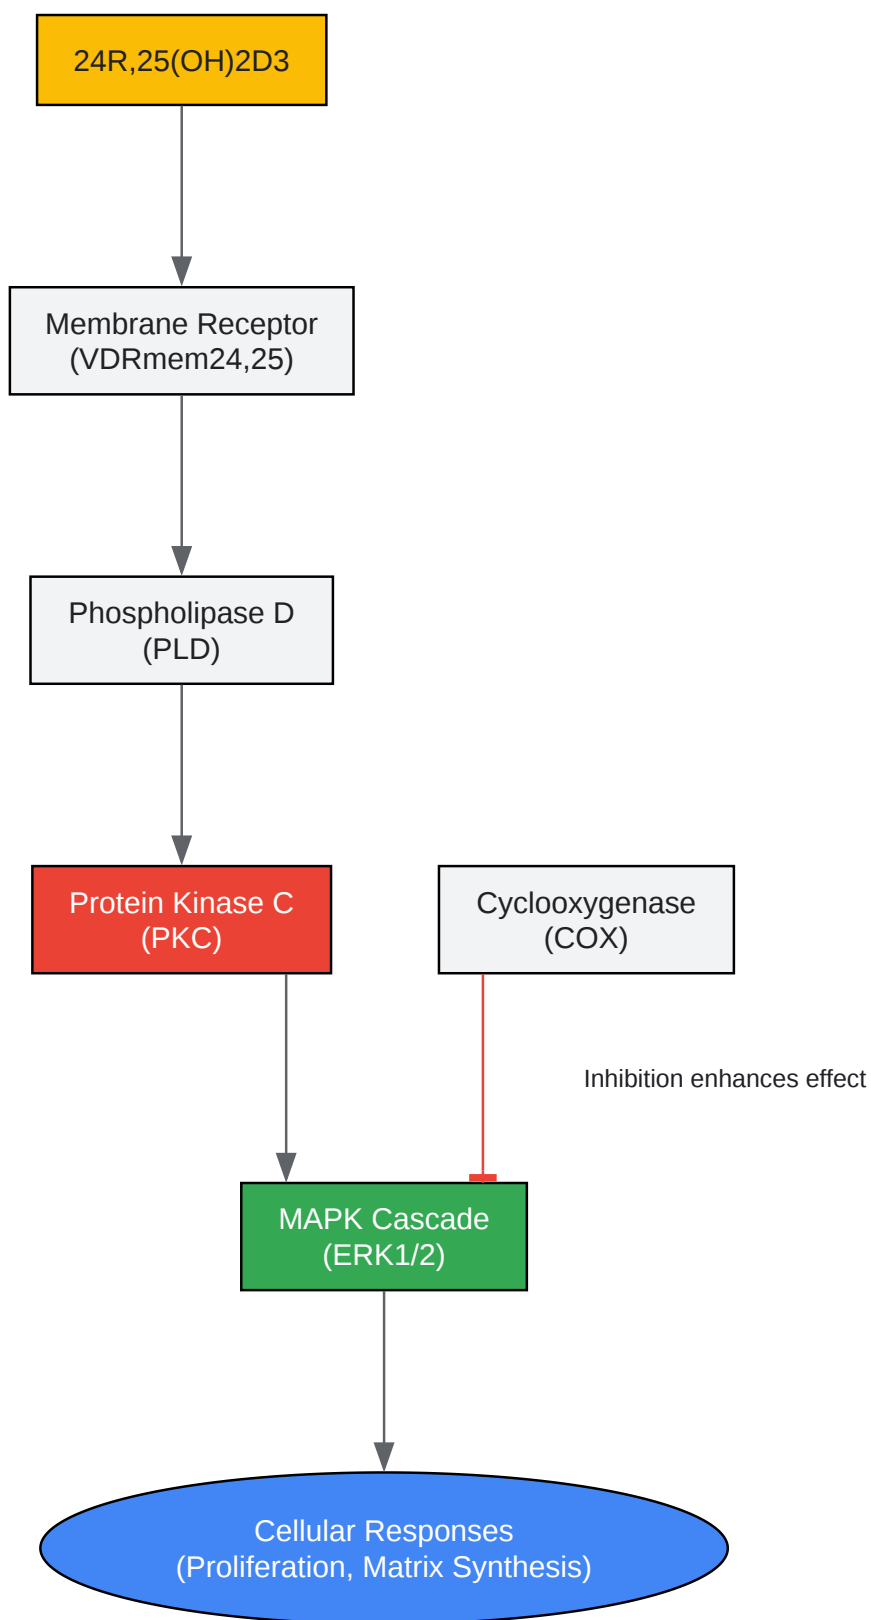 24R,25(OH)2D3
Membrane Receptor
(VDRmem24,25)
Phospholipase D
(PLD)
Protein Kinase C
(PKC)
Cyclooxygenase
(COX)
Inhibition enhances effect
MAPK Cascade
(ERK1/2)
Cellular Responses
(Proliferation, Matrix Synthesis)